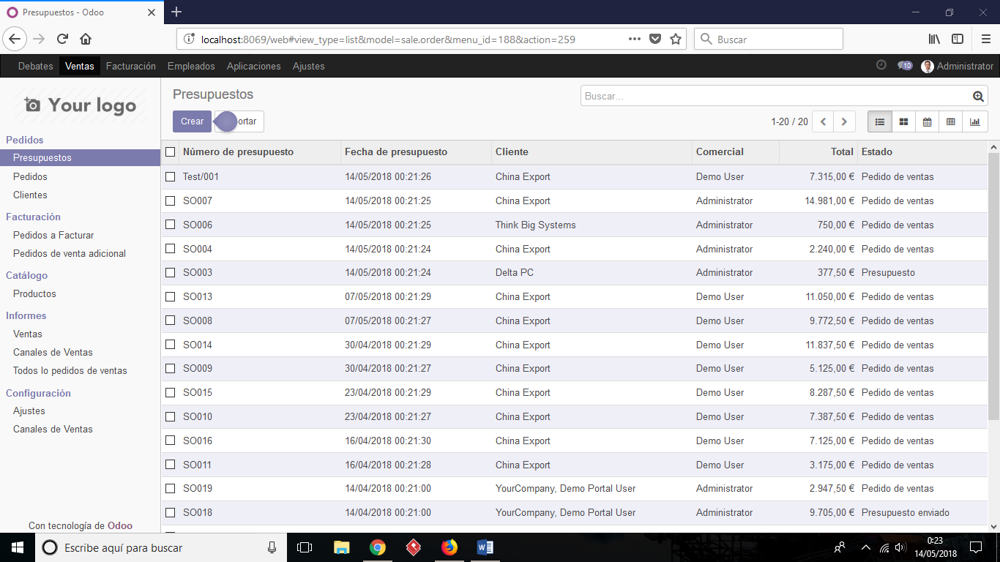 Presupuestos - Odoo
localhost:8069/web#view_type=list&model=sale.order&menu_id=188&action=259
Buscar
Debates Ventas Facturación Empleados Aplicaciones Ajustes 10 Administrator
Your logo
Pedidos
Presupuestos
Pedidos
Clientes
Facturación
Pedidos a Facturar
Pedidos de venta adicional
Catálogo
Productos
Informes
Ventas
Canales de Ventas
Todos lo pedidos de ventas
Configuración
Ajustes
Canales de Ventas
Con tecnología de Odoo
Presupuestos
Buscar...
Crear
1-20 / 20
Número de presupuesto Fecha de presupuesto Cliente Comercial Total Estado
Test/001 14/05/2018 00:21:26 China Export Demo User 7.315,00 € Pedido de ventas
SO007 14/05/2018 00:21:25 China Export Administrator 14.981,00 € Pedido de ventas
SO006 14/05/2018 00:21:25 Think Big Systems Administrator 750,00 € Pedido de ventas
SO004 14/05/2018 00:21:24 China Export Administrator 2.240,00 € Pedido de ventas
SO003 14/05/2018 00:21:24 Delta PC Administrator 377,50 € Presupuesto
SO013 07/05/2018 00:21:29 China Export Demo User 11.050,00 € Pedido de ventas
SO008 07/05/2018 00:21:27 China Export Demo User 9.772,50 € Pedido de ventas
SO014 30/04/2018 00:21:29 China Export Demo User 11.837,50 € Pedido de ventas
SO009 30/04/2018 00:21:27 China Export Demo User 5.125,00 € Pedido de ventas
SO015 23/04/2018 00:21:29 China Export Demo User 8.287,50 € Pedido de ventas
SO010 23/04/2018 00:21:27 China Export Demo User 7.387,50 € Pedido de ventas
SO016 16/04/2018 00:21:30 China Export Demo User 7.125,00 € Pedido de ventas
SO011 16/04/2018 00:21:28 China Export Demo User 3.175,00 € Pedido de ventas
SO019 14/04/2018 00:21:00 YourCompany, Demo Portal User Administrator 2.947,50 € Pedido de ventas
SO018 14/04/2018 00:21:00 YourCompany, Demo Portal User Administrator 9.705,00 € Presupuesto enviado
Escribe aquí para buscar
0:23
14/05/2018